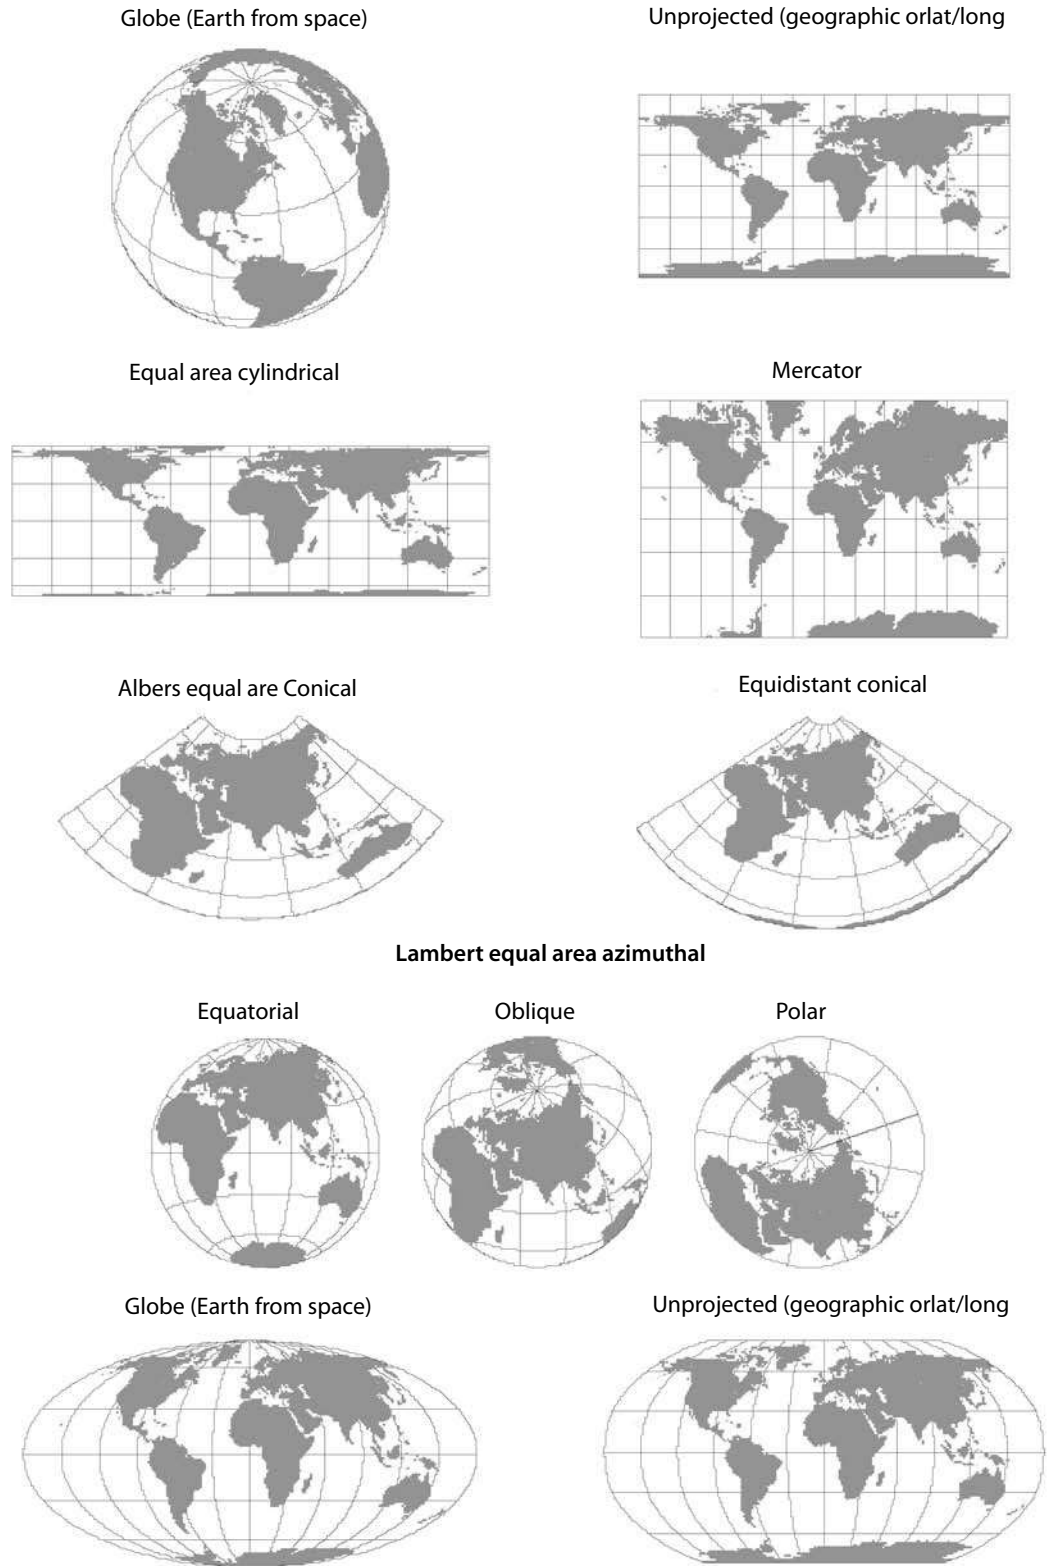 Globe (Earth from space)
Unprojected (geographic orlat/long
Equal area cylindrical
Mercator
Albers equal are Conical
Equidistant conical
Lambert equal area azimuthal
Equatorial
Oblique
Polar
Globe (Earth from space)
Unprojected (geographic orlat/long